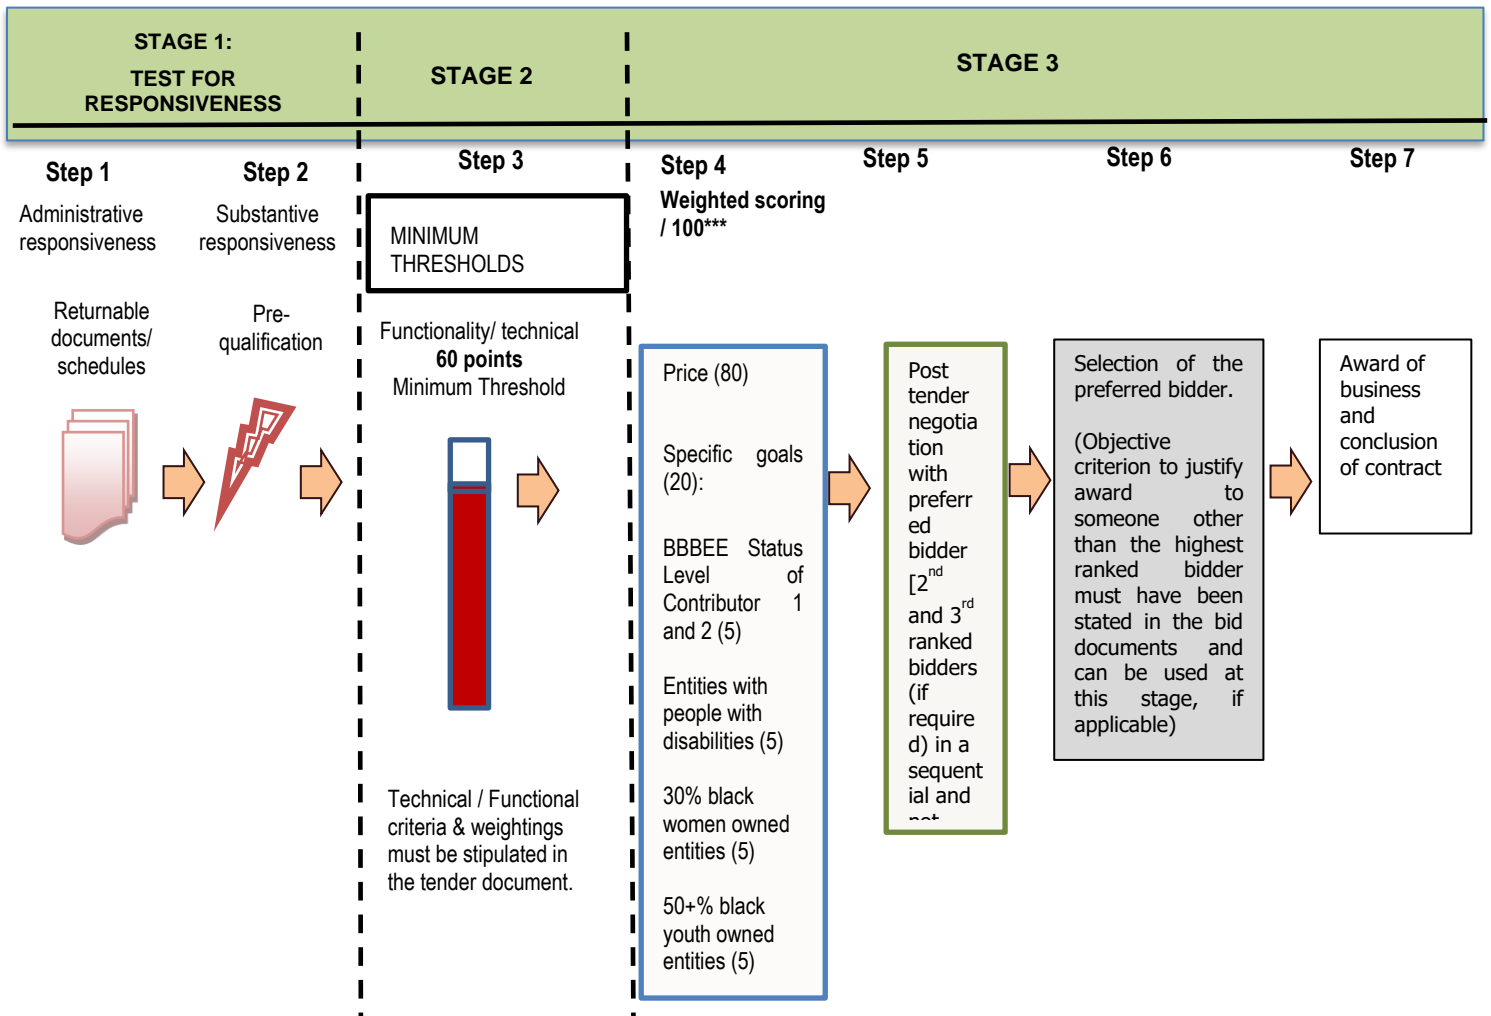 STAGE 1:
TEST FOR
RESPONSIVENESS
STAGE 2
STAGE 3
Step 1
Administrative
responsiveness
Returnable
documents/
schedules
Step 2
Substantive
responsiveness
Pre-
qualification
Step 3
MINIMUM
THRESHOLDS
Functionality/ technical
60 points
Minimum Threshold
Technical / Functional
criteria & weightings
must be stipulated in
the tender document.
Step 4
Weighted scoring
/ 100***
Price (80)
Specific goals
(20):
BBBEE Status
Level of
Contributor 1
and 2 (5)
Entities with
people with
disabilities (5)
30% black
women owned
entities (5)
50+% black
youth owned
entities (5)
Step 5
Post
tender
negotia
tion
with
preferr
ed
bidder
[2nd
and 3rd
ranked
bidders
(if
require
d) in a
sequent
ial and
Step 6
Selection of the
preferred bidder.
(Objective
criterion to justify
award to
someone other
than the highest
ranked bidder
must have been
stated in the bid
documents and
can be used at
this stage, if
applicable)
Step 7
Award of
business
and
conclusion
of contract